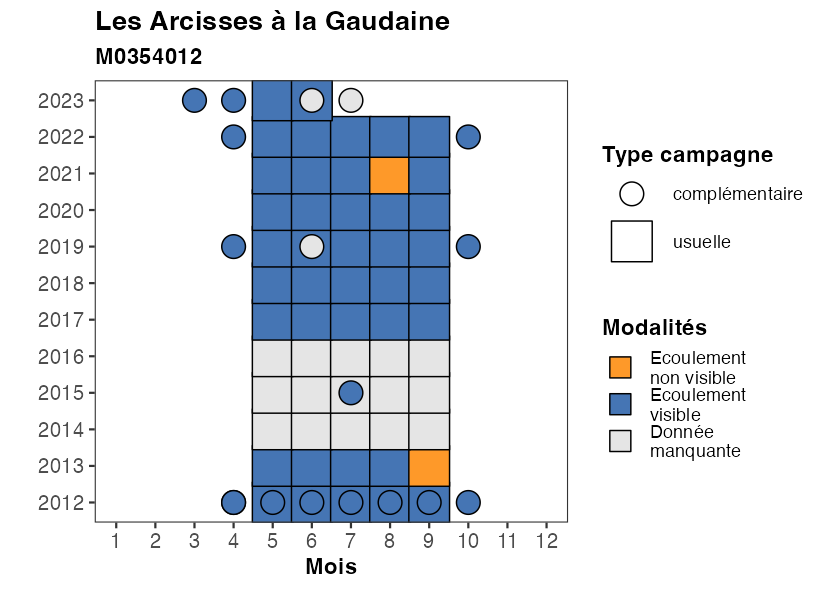 Les Arcisses à la Gaudaine
M0354012
2023
2022
2021
2020
2019
2018
2017
2016
2015
2014
2013
2012
1 2 3 4 5 6 7 8 9 10 11 12
Mois
Type campagne
complémentaire
usuelle
Modalités
Ecoulement
non visible
Ecoulement
visible
Donnée
manquante